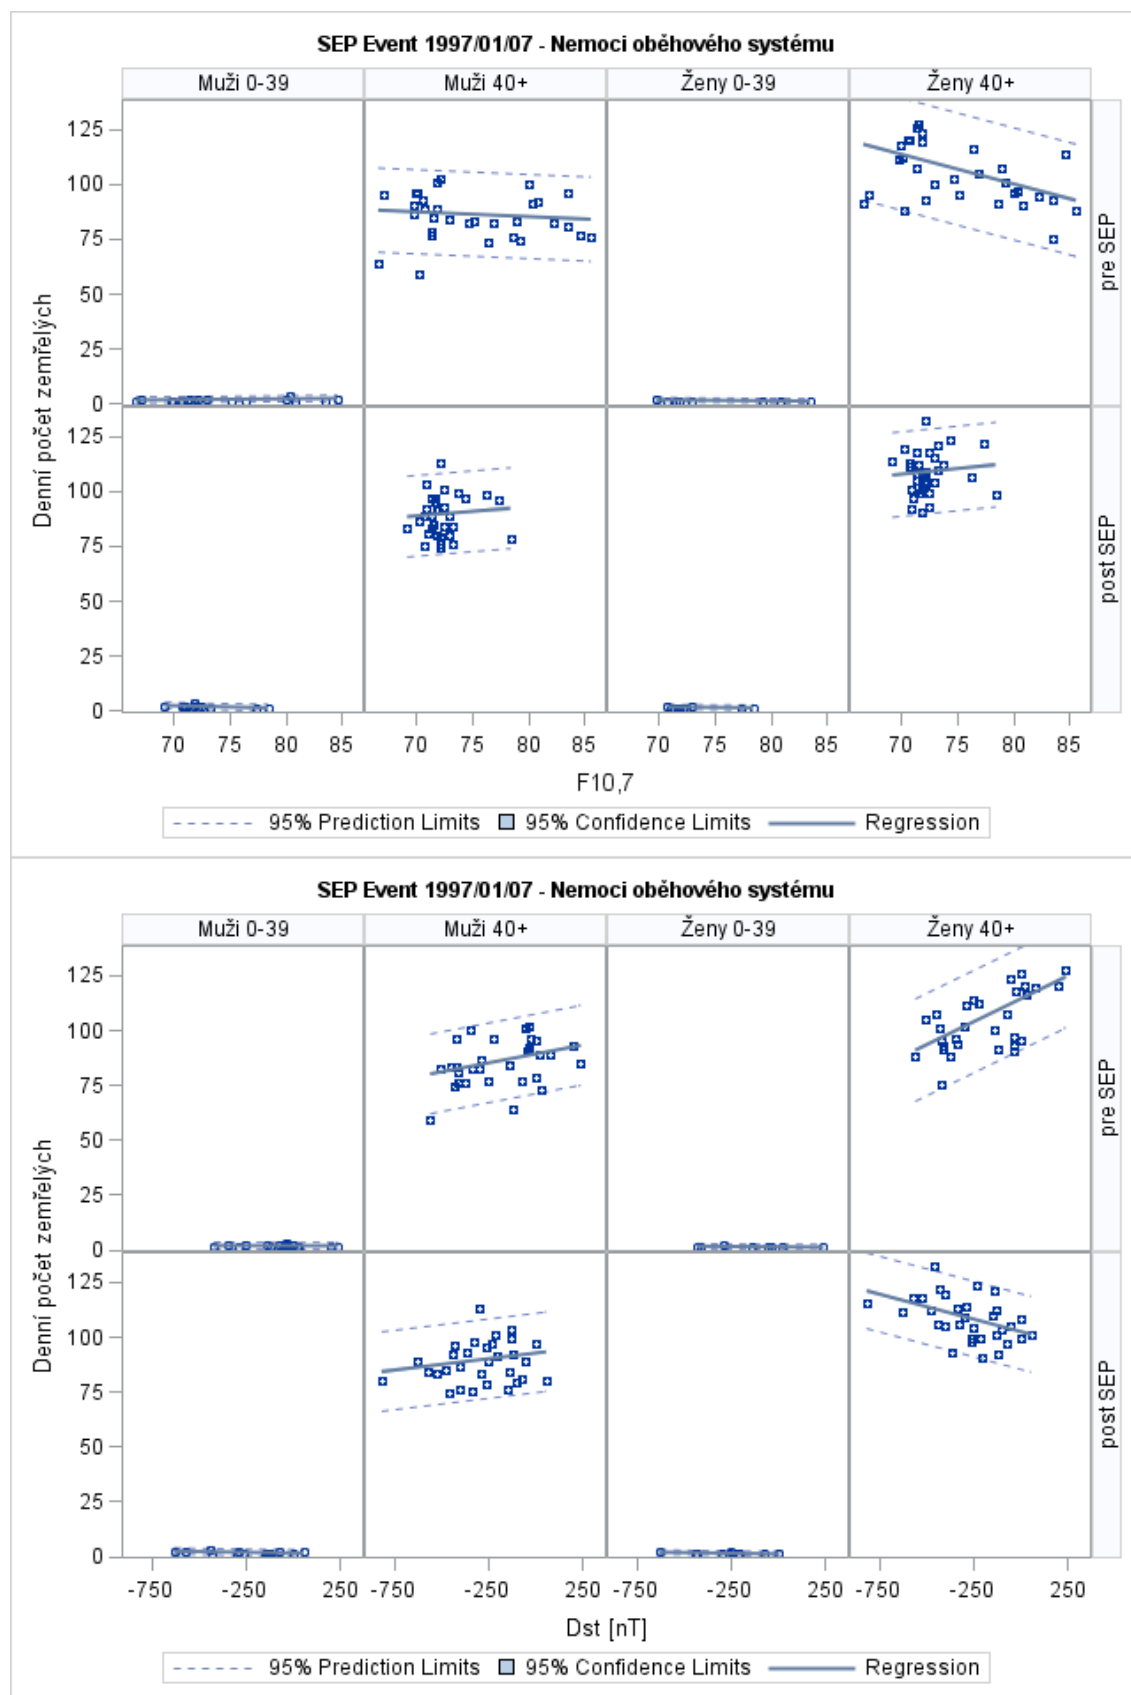 SEP Event 1997/01/07 - Nemoci oběhového systému
Muži 0-39 Muži 40+ Ženy 0-39 Ženy 40+
125
100
75
50
25
0
pre SEP
Denní počet zemřelých
125
100
75
50
25
0
post SEP
70 75 80 85 70 75 80 85 70 75 80 85 70 75 80 85
F10,7
95% Prediction Limits 95% Confidence Limits Regression
SEP Event 1997/01/07 - Nemoci oběhového systému
Muži 0-39 Muži 40+ Ženy 0-39 Ženy 40+
125
100
75
50
25
0
pre SEP
Denní počet zemřelých
125
100
75
50
25
0
post SEP
-750 -250 250 -750 -250 250 -750 -250 250 -750 -250 250
Dst [nT]
95% Prediction Limits 95% Confidence Limits Regression